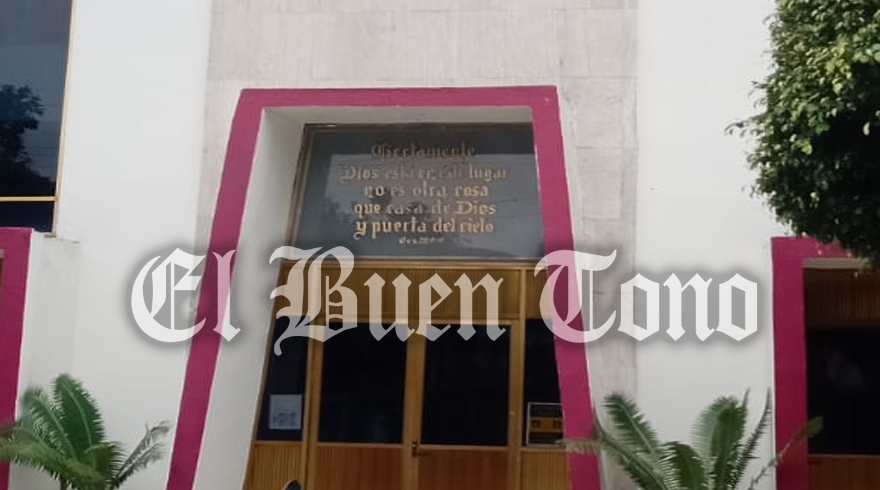 Ciertamente
Dios está en este lugar
no es otra cosa
que casa de Dios
y puerta del cielo
El Buen Tono